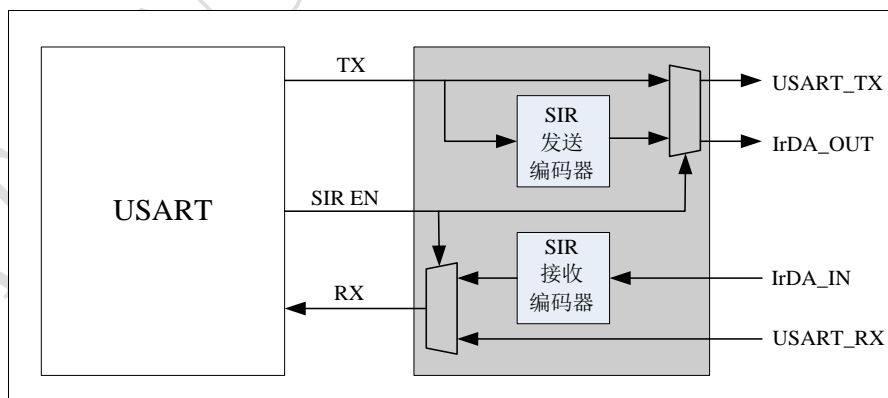 TX
USART_TX
SIR
发送
编码器
IrDA_OUT
USART
SIR EN
SIR
接收
编码器
IrDA_IN
RX
USART_RX